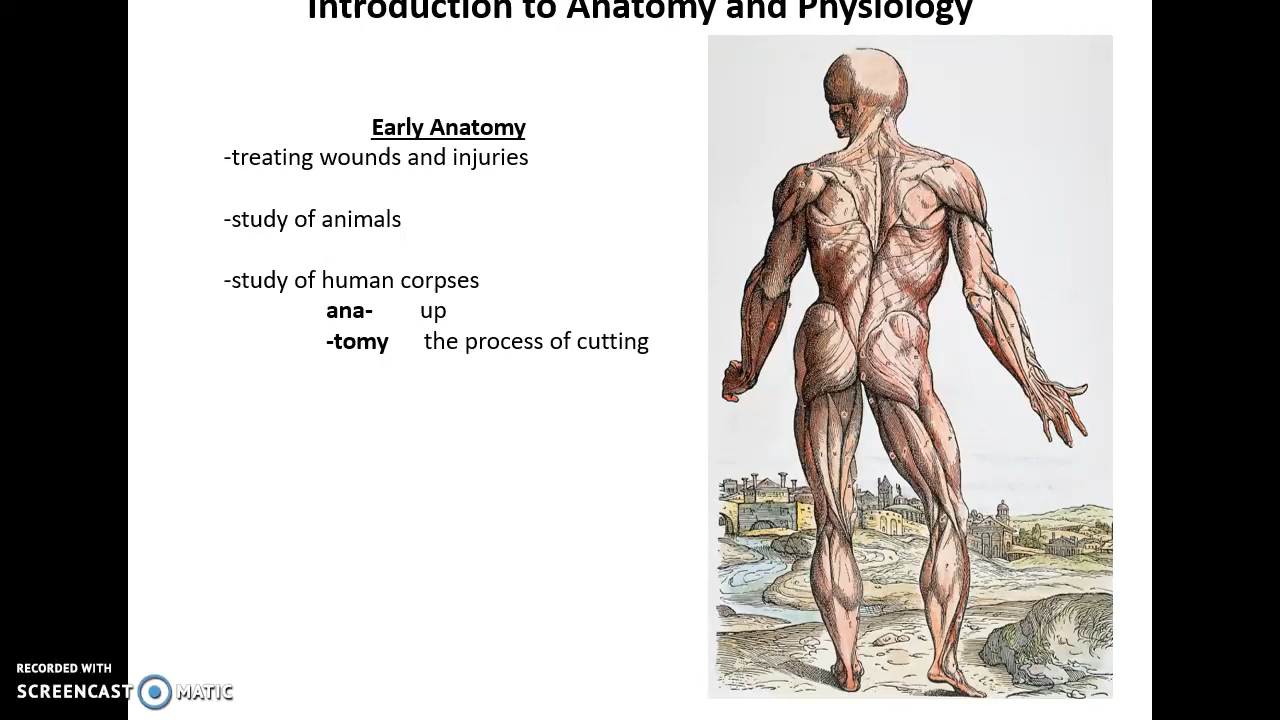 Introduction to Anatomy and Physiology
Early Anatomy
-treating wounds and injuries
-study of animals
-study of human corpses
ana- up
-tomy the process of cutting
RECORDED WITH
SCREENCAST MATIC